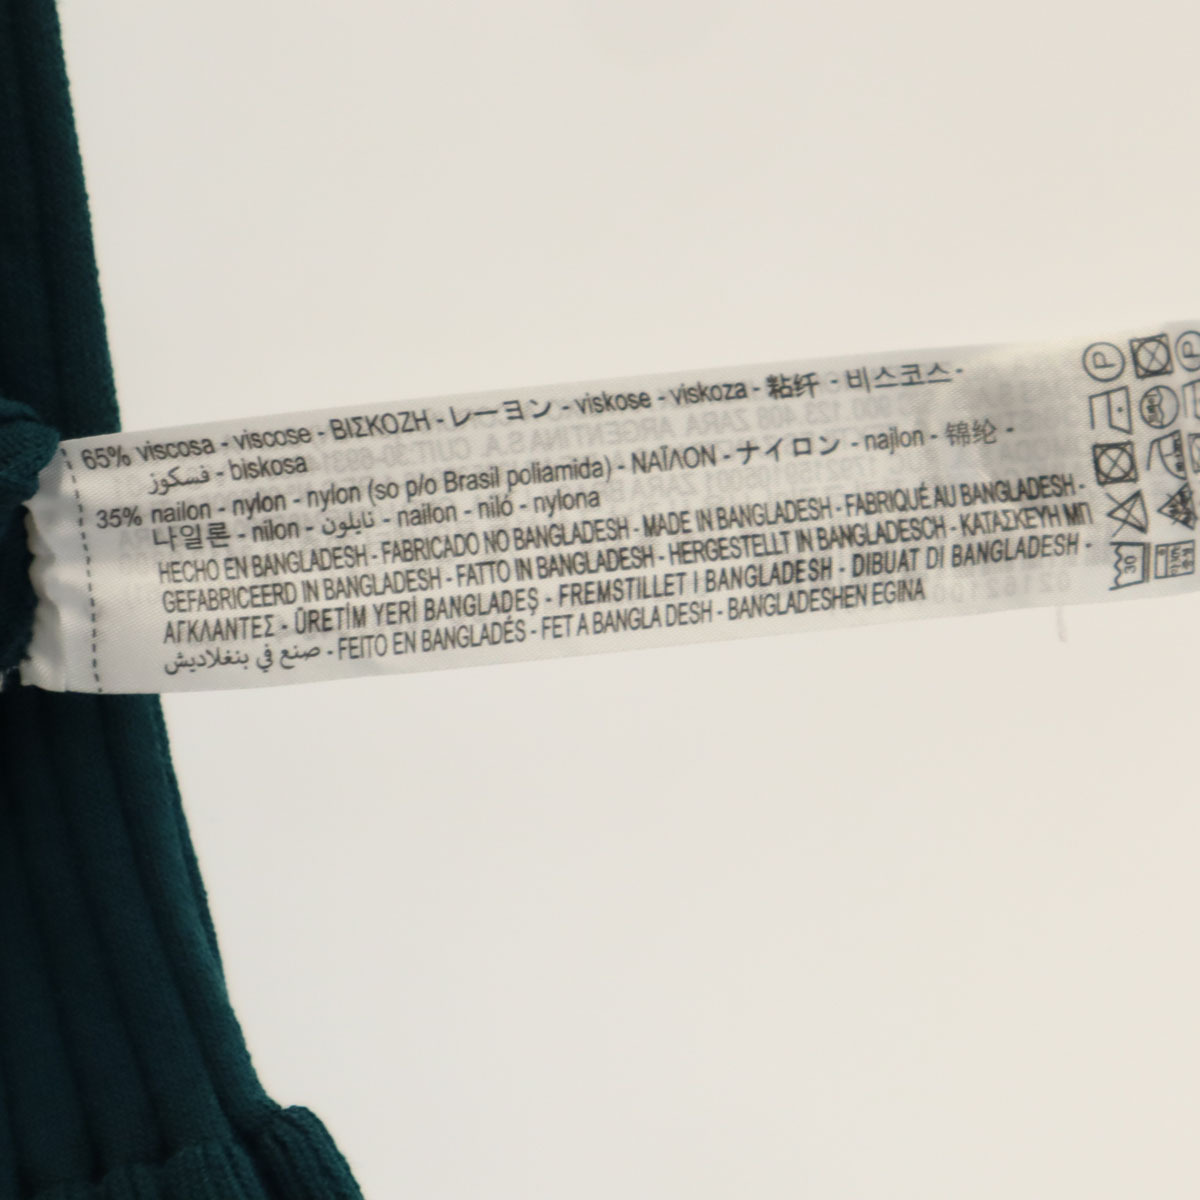 65% viscosa - viscose - ΒΙΣΚΟΖΗ - レーヨン - viskose - viskoza - 粘纤 - 비스코스 -
فسكوز - biskosa
35% nailon - nylon - nylon (so p/o Brasil poliamida) - ΝΑΪΛΟΝ - ナイロン - najlon - 锦纶 -
나일론 - nilon - نايلون - nailon - niló - nylona
HECHO EN BANGLADESH - FABRICADO NO BANGLADESH - MADE IN BANGLADESH - FABRIQUÉ AU BANGLADESH -
GEFABRICEERD IN BANGLADESH - FATTO IN BANGLADESH - HERGESTELLT IN BANGLADESCH - ΚΑΤΑΣΚΕΥΗ ΜΠ
ΑΓΚΛΑΝΤΕΣ - ÜRETİM YERİ BANGLADEŞ - FREMSTILLET I BANGLADESH - DIBUAT DI BANGLADESH -
صنع في بنغلاديش - FEITO EN BANGLADÉS - FET A BANGLA DESH - BANGLADESHEN EGINA